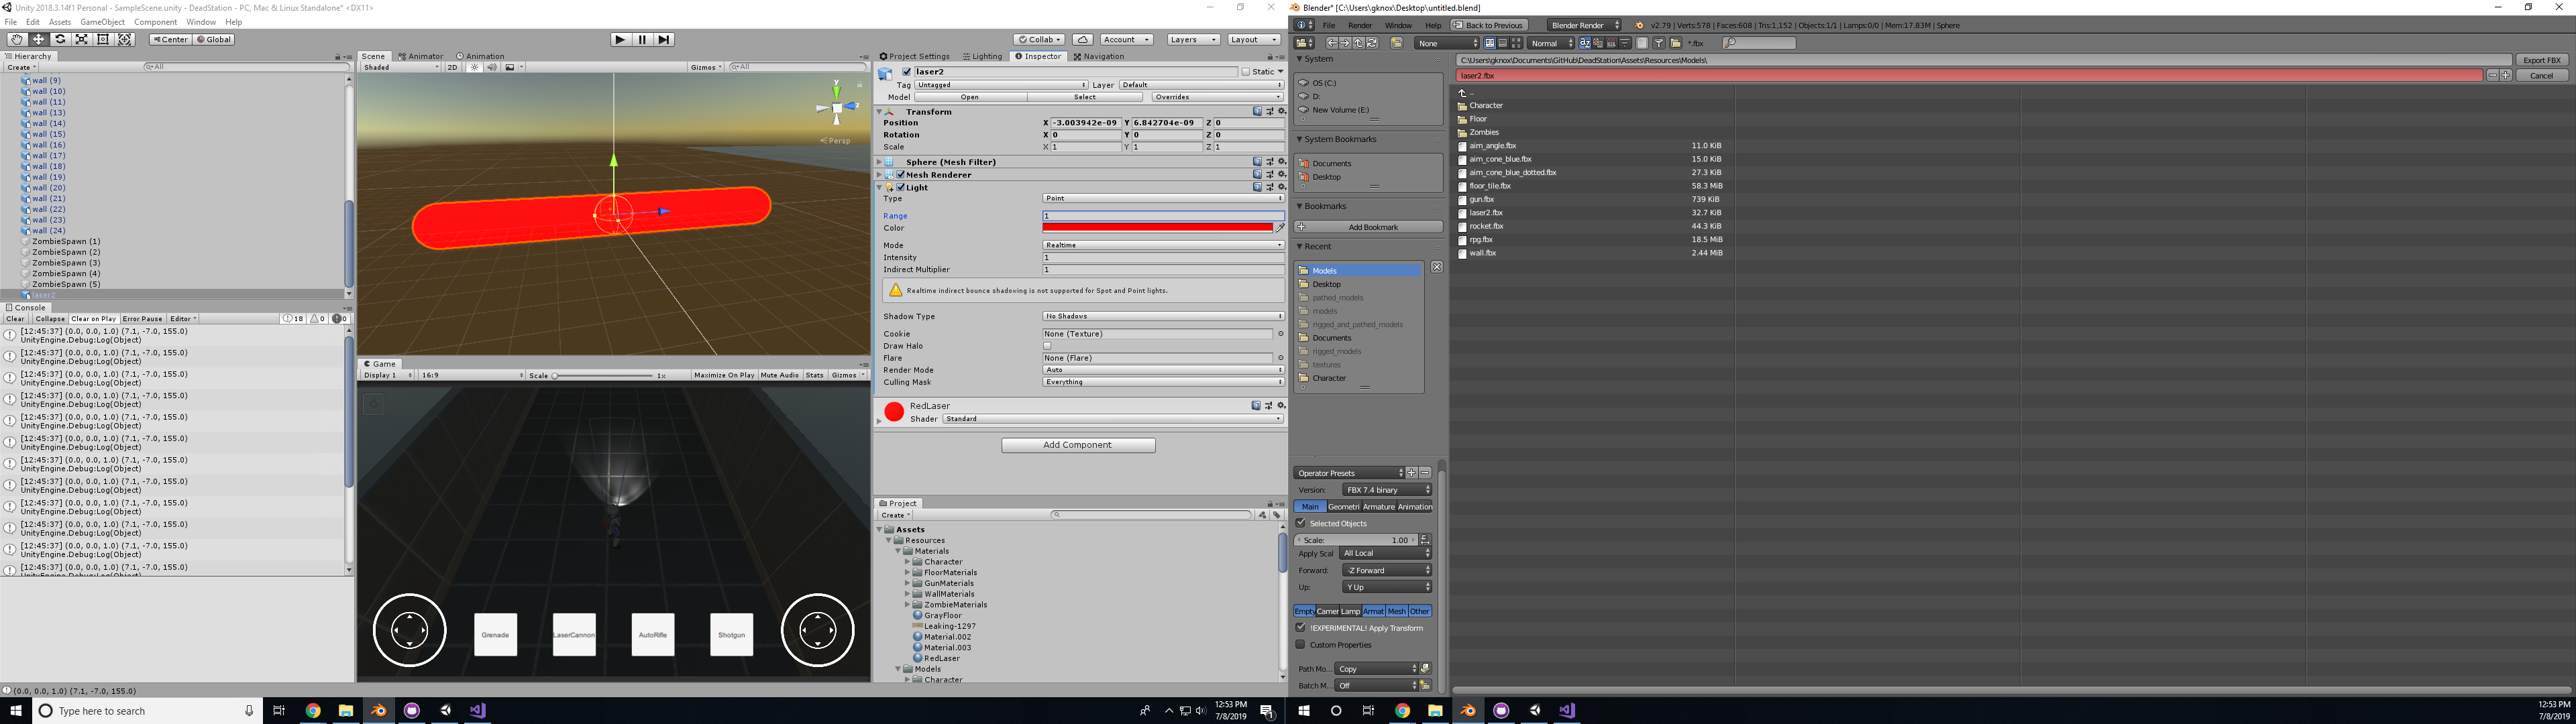 Unity 2018.3.14f1 Personal - SampleScene.unity - DeadStation - PC, Mac & Linux Standalone* <DX11>
File Edit Assets GameObject Component Window Help
Center Global
Collab Account Layers Layout
Hierarchy
Create All
wall (9)
wall (10)
wall (11)
wall (13)
wall (14)
wall (15)
wall (16)
wall (17)
wall (18)
wall (19)
wall (20)
wall (21)
wall (22)
wall (23)
wall (24)
ZombieSpawn (1)
ZombieSpawn (2)
ZombieSpawn (3)
ZombieSpawn (4)
ZombieSpawn (5)
laser2
Console
Clear Collapse Clear on Play Error Pause Editor 18 0 0
[12:45:37] (0.0, 0.0, 1.0) (7.1, -7.0, 155.0)
UnityEngine.Debug:Log(Object)
[12:45:37] (0.0, 0.0, 1.0) (7.1, -7.0, 155.0)
UnityEngine.Debug:Log(Object)
[12:45:37] (0.0, 0.0, 1.0) (7.1, -7.0, 155.0)
UnityEngine.Debug:Log(Object)
[12:45:37] (0.0, 0.0, 1.0) (7.1, -7.0, 155.0)
UnityEngine.Debug:Log(Object)
[12:45:37] (0.0, 0.0, 1.0) (7.1, -7.0, 155.0)
UnityEngine.Debug:Log(Object)
[12:45:37] (0.0, 0.0, 1.0) (7.1, -7.0, 155.0)
UnityEngine.Debug:Log(Object)
[12:45:37] (0.0, 0.0, 1.0) (7.1, -7.0, 155.0)
UnityEngine.Debug:Log(Object)
[12:45:37] (0.0, 0.0, 1.0) (7.1, -7.0, 155.0)
UnityEngine.Debug:Log(Object)
[12:45:37] (0.0, 0.0, 1.0) (7.1, -7.0, 155.0)
UnityEngine.Debug:Log(Object)
[12:45:37] (0.0, 0.0, 1.0) (7.1, -7.0, 155.0)
UnityEngine.Debug:Log(Object)
[12:45:37] (0.0, 0.0, 1.0) (7.1, -7.0, 155.0)
UnityEngine.Debug:Log(Object)
[12:45:37] (0.0, 0.0, 1.0) (7.1, -7.0, 155.0)
UnityEngine.Debug:Log(Object)
(0.0, 0.0, 1.0) (7.1, -7.0, 155.0)
Scene Animator Animation
Shaded 2D Gizmos All
y
z
Persp
Game
Display 1 16:9 Scale 1x Maximize On Play Mute Audio Stats Gizmos
Grenade LaserCannon AutoRifle Shotgun
Project Settings Lighting Inspector Navigation
laser2 Static
Tag Untagged Layer Default
Model Open Select Overrides
Transform
Position X -3.003942e-09 Y 6.842704e-09 Z 0
Rotation X 0 Y 0 Z 0
Scale X 1 Y 1 Z 1
Sphere (Mesh Filter)
Mesh Renderer
Light
Type Point
Range 1
Color
Mode Realtime
Intensity 1
Indirect Multiplier 1
Realtime indirect bounce shadowing is not supported for Spot and Point lights.
Shadow Type No Shadows
Cookie None (Texture)
Draw Halo
Flare None (Flare)
Render Mode Auto
Culling Mask Everything
RedLaser
Shader Standard
Add Component
Project
Create
Assets
Resources
Materials
Character
FloorMaterials
GunMaterials
WallMaterials
ZombieMaterials
GrayFloor
Leaking-1297
Material.002
Material.003
RedLaser
Models
Character
Type here to search
12:53 PM
7/8/2019
1
Blender* [C:\Users\gknox\Desktop\untitled.blend]
File Render Window Help Back to Previous Blender Render v2.79 | Verts:578 | Faces:608 | Tris:1,152 | Objects:1/1 | Lamps:0/0 | Mem:17.83M | Sphere
None Normal *.fbx
System
OS (C:)
D:
New Volume (E:)
System Bookmarks
Documents
Desktop
Bookmarks
Add Bookmark
Recent
Models
Desktop
pathed_models
models
rigged_and_pathed_models
Documents
rigged_models
textures
Character
Operator Presets
Version: FBX 7.4 binary
Main Geometri Armature Animation
Selected Objects
Scale: 1.00
Apply Scal All Local
Forward: -Z Forward
Up: Y Up
Empty Camer Lamp Armat Mesh Other
!EXPERIMENTAL! Apply Transform
Custom Properties
Path Mo... Copy
Batch M... Off
C:\Users\gknox\Documents\GitHub\DeadStation\Assets\Resources\Models\ Export FBX
laser2.fbx Cancel
..
Character
Floor
Zombies
aim_angle.fbx 11.0 KiB
aim_cone_blue.fbx 15.0 KiB
aim_cone_blue_dotted.fbx 27.3 KiB
floor_tile.fbx 58.3 MiB
gun.fbx 739 KiB
laser2.fbx 32.7 KiB
rocket.fbx 44.3 KiB
rpg.fbx 18.5 MiB
wall.fbx 2.44 MiB
12:53 PM
7/8/2019